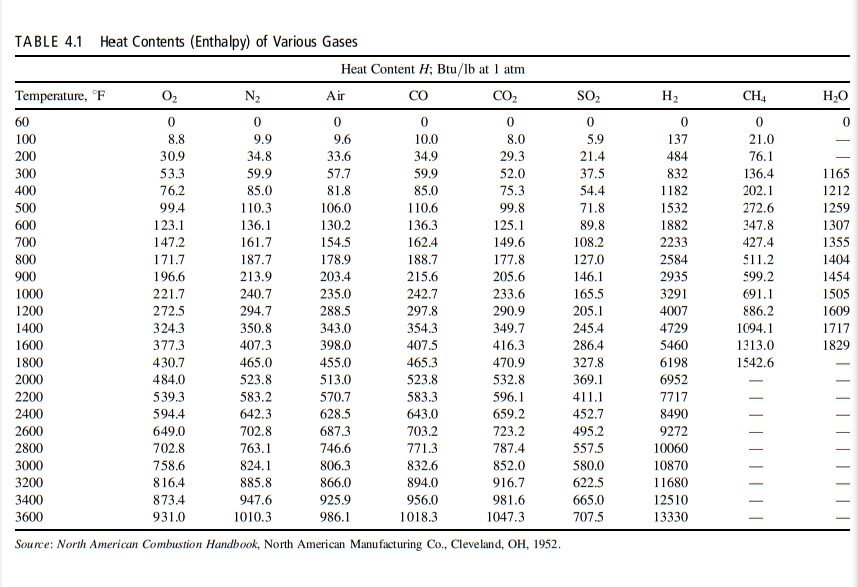 TABLE 4.1 Heat Contents (Enthalpy) of Various Gases
Heat Content H; Btu/lb at 1 atm
Temperature, °F O₂ N₂ Air CO CO₂ SO₂ H₂ CH₄ H₂O
60 0 0 0 0 0 0 0 0 0
100 8.8 9.9 9.6 10.0 8.0 5.9 137 21.0 —
200 30.9 34.8 33.6 34.9 29.3 21.4 484 76.1 —
300 53.3 59.9 57.7 59.9 52.0 37.5 832 136.4 1165
400 76.2 85.0 81.8 85.0 75.3 54.4 1182 202.1 1212
500 99.4 110.3 106.0 110.6 99.8 71.8 1532 272.6 1259
600 123.1 136.1 130.2 136.3 125.1 89.8 1882 347.8 1307
700 147.2 161.7 154.5 162.4 149.6 108.2 2233 427.4 1355
800 171.7 187.7 178.9 188.7 177.8 127.0 2584 511.2 1404
900 196.6 213.9 203.4 215.6 205.6 146.1 2935 599.2 1454
1000 221.7 240.7 235.0 242.7 233.6 165.5 3291 691.1 1505
1200 272.5 294.7 288.5 297.8 290.9 205.1 4007 886.2 1609
1400 324.3 350.8 343.0 354.3 349.7 245.4 4729 1094.1 1717
1600 377.3 407.3 398.0 407.5 416.3 286.4 5460 1313.0 1829
1800 430.7 465.0 455.0 465.3 470.9 327.8 6198 1542.6 —
2000 484.0 523.8 513.0 523.8 532.8 369.1 6952 — —
2200 539.3 583.2 570.7 583.3 596.1 411.1 7717 — —
2400 594.4 642.3 628.5 643.0 659.2 452.7 8490 — —
2600 649.0 702.8 687.3 703.2 723.2 495.2 9272 — —
2800 702.8 763.1 746.6 771.3 787.4 557.5 10060 — —
3000 758.6 824.1 806.3 832.6 852.0 580.0 10870 — —
3200 816.4 885.8 866.0 894.0 916.7 622.5 11680 — —
3400 873.4 947.6 925.9 956.0 981.6 665.0 12510 — —
3600 931.0 1010.3 986.1 1018.3 1047.3 707.5 13330 — —
Source: North American Combustion Handbook, North American Manufacturing Co., Cleveland, OH, 1952.